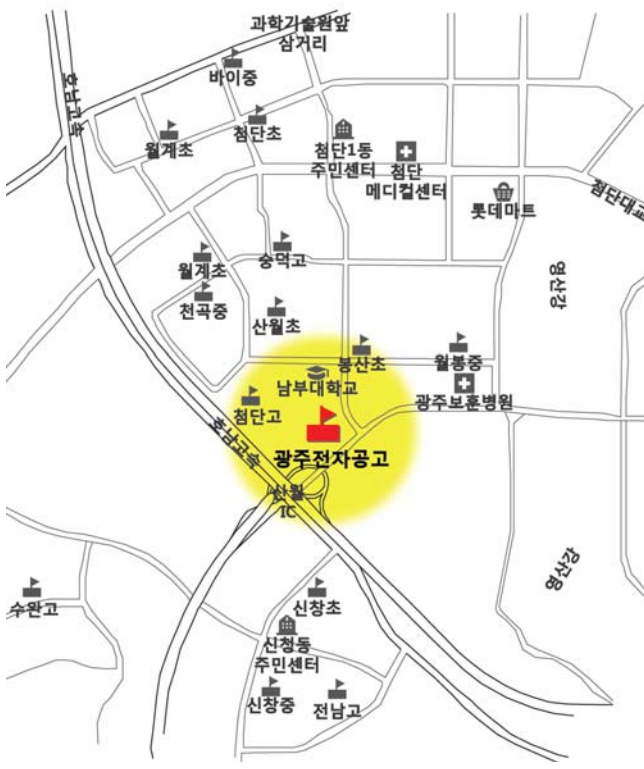 과학기술원앞
삼거리
바이중
호남고속
월계초
첨단초
첨단1동
주민센터
첨단
메디컬센터
롯데마트
첨단대교
월계초
숭덕고
영산강
천곡중
산월초
봉산초
월봉중
남부대학교
첨단고
광주보훈병원
호남고속
광주전자공고
산월
IC
영산강
수완고
신창초
신청동
주민센터
신창중
전남고